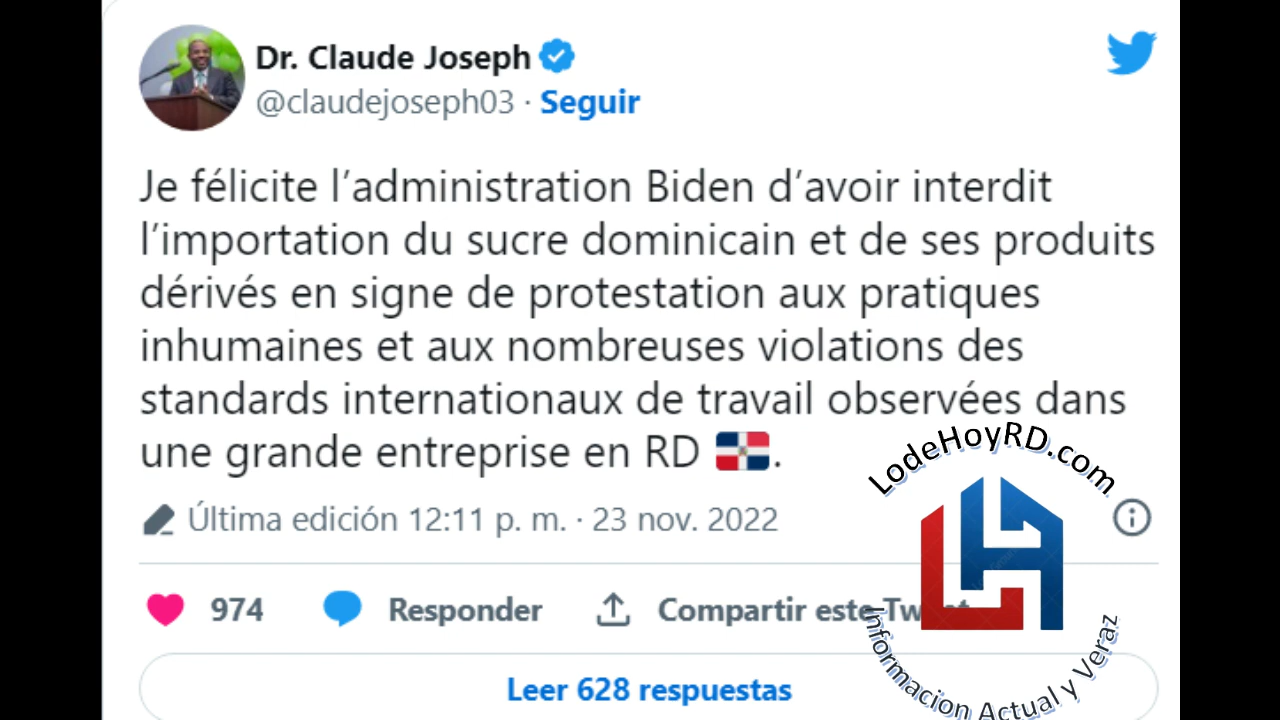 Dr. Claude Joseph
@claudejoseph03 · Seguir
Je félicite l’administration Biden d’avoir interdit
l’importation du sucre dominicain et de ses produits
dérivés en signe de protestation aux pratiques
inhumaines et aux nombreuses violations des
standards internationaux de travail observées dans
une grande entreprise en RD 🇩🇴.
LodeHoyRD.com
Última edición 12:11 p. m. · 23 nov. 2022
974 Responder Compartir este Tweet
Informacion Actual y Veraz
Leer 628 respuestas